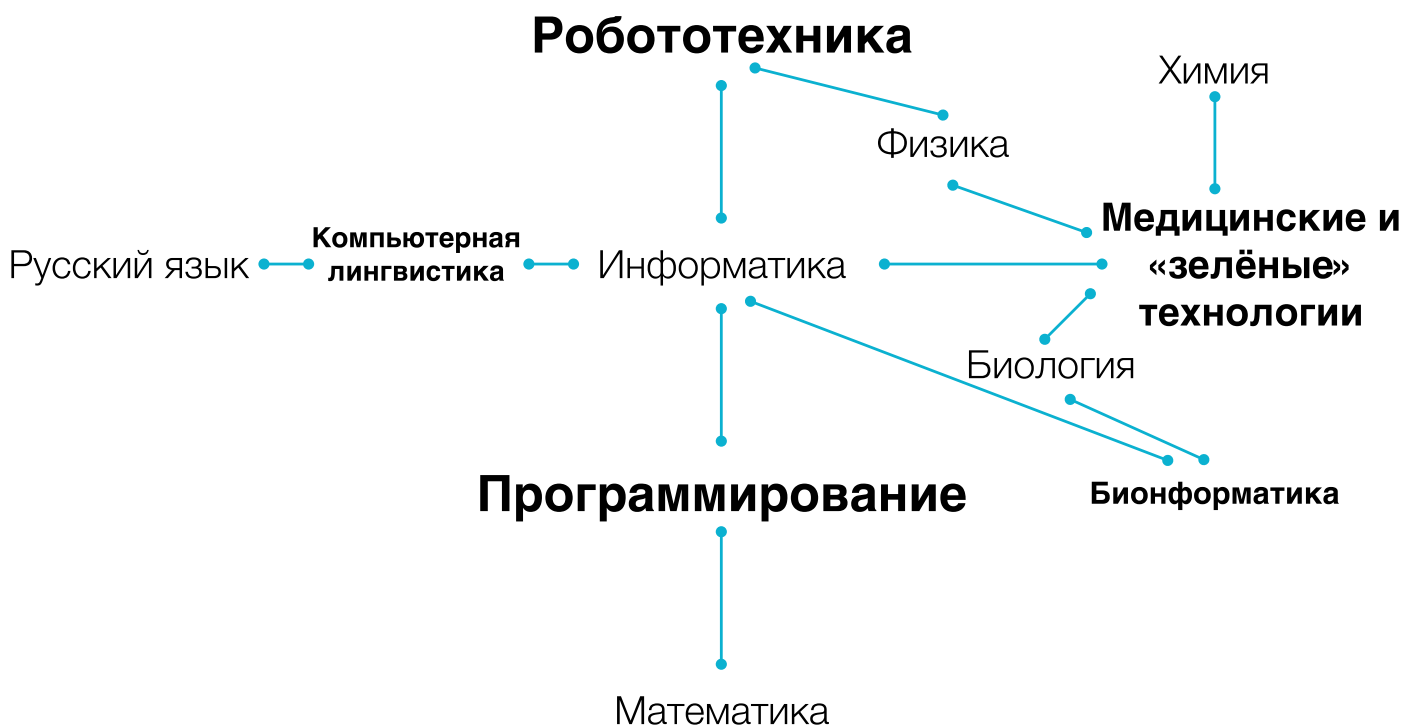 Робототехника
Химия
Физика
Медицинские и
«зелёные»
технологии
Русский язык
Компьютерная
лингвистика
Информатика
Биология
Программирование
Бионформатика
Математика